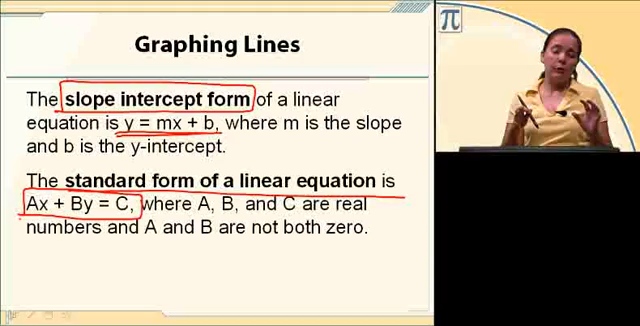 Graphing Lines
π
The slope intercept form of a linear
equation is y = mx + b, where m is the slope
and b is the y-intercept.
The standard form of a linear equation is
Ax + By = C, where A, B, and C are real
numbers and A and B are not both zero.